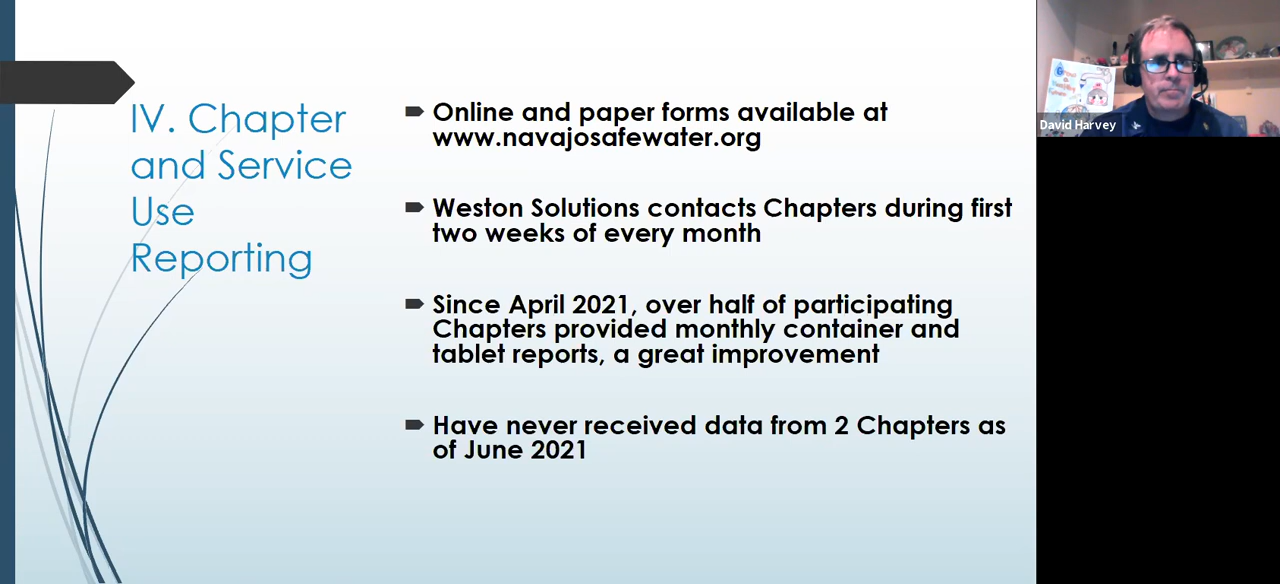 IV. Chapter
and Service
Use
Reporting
Online and paper forms available at
www.navajosafewater.org
Weston Solutions contacts Chapters during first
two weeks of every month
Since April 2021, over half of participating
Chapters provided monthly container and
tablet reports, a great improvement
Have never received data from 2 Chapters as
of June 2021
David Harvey